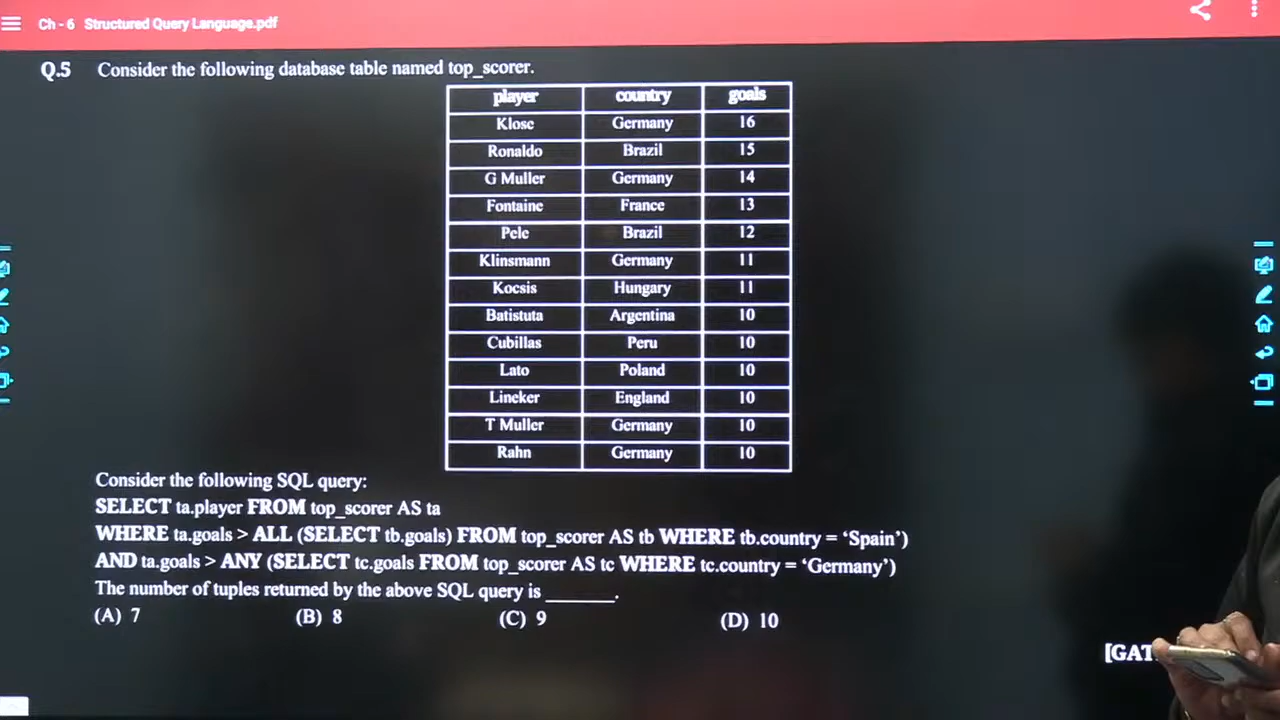 Ch - 6 Structured Query Language.pdf
Q.5 Consider the following database table named top_scorer.
player country goals
Klose Germany 16
Ronaldo Brazil 15
G Muller Germany 14
Fontaine France 13
Pele Brazil 12
Klinsmann Germany 11
Kocsis Hungary 11
Batistuta Argentina 10
Cubillas Peru 10
Lato Poland 10
Lineker England 10
T Muller Germany 10
Rahn Germany 10
Consider the following SQL query:
SELECT ta.player FROM top_scorer AS ta
WHERE ta.goals > ALL (SELECT tb.goals) FROM top_scorer AS tb WHERE tb.country = ‘Spain’)
AND ta.goals > ANY (SELECT tc.goals FROM top_scorer AS tc WHERE tc.country = ‘Germany’)
The number of tuples returned by the above SQL query is ______.
(A) 7 (B) 8 (C) 9 (D) 10